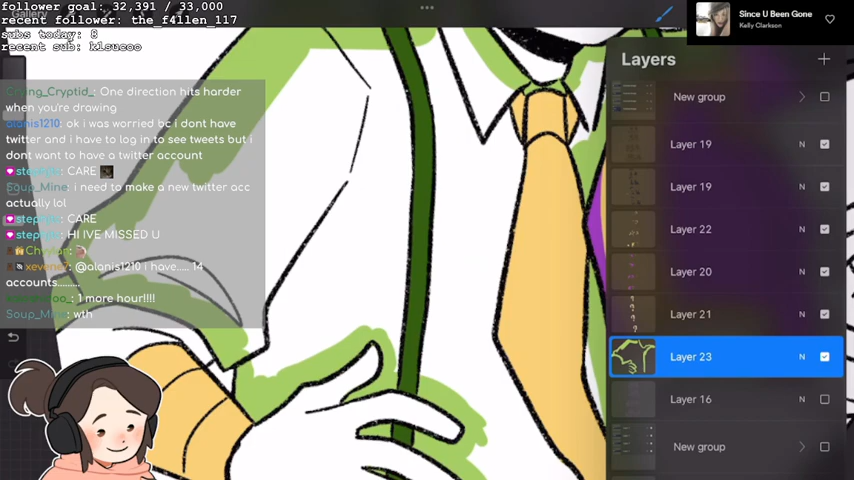 follower goal: 32,391 / 33,000
recent follower: the_f4llen_117
subs today: 8
recent sub: k1sucoo
Crying_Cryptid_: One direction hits harder
when you're drawing
alanis1210: ok i was worried bc i dont have
twitter and i have to log in to see tweets but i
dont want to have a twitter account
CARE
Soup_Mine: i need to make a new twitter acc
actually lol
CARE
HI IVE MISSED U
@alanis1210 i have..... 14
accounts.........
1 more hour!!!!
Soup_Mine: wth
Layers
New group
Layer 19 N
Layer 19 N
Layer 22 N
Layer 20 N
Layer 21 N
Layer 23 N
Layer 16 N
New group
Since U Been Gone
Kelly Clarkson